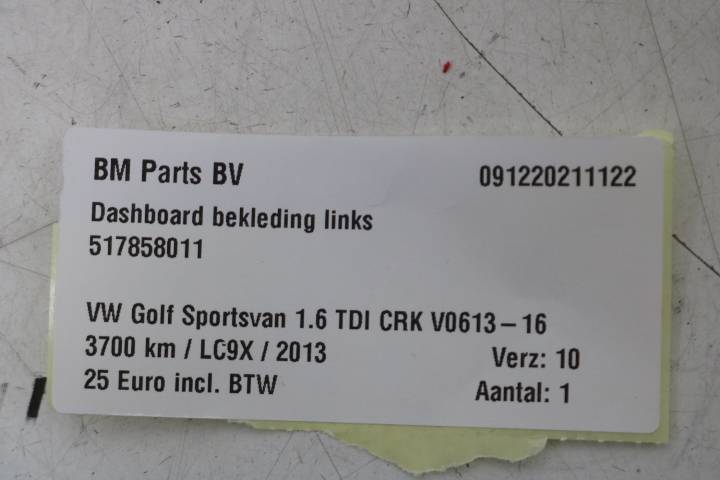 BM Parts BV 091220211122
Dashboard bekleding links
517858011
VW Golf Sportsvan 1.6 TDI CRK V0613-16
3700 km / LC9X / 2013 Verz: 10
25 Euro incl. BTW Aantal: 1